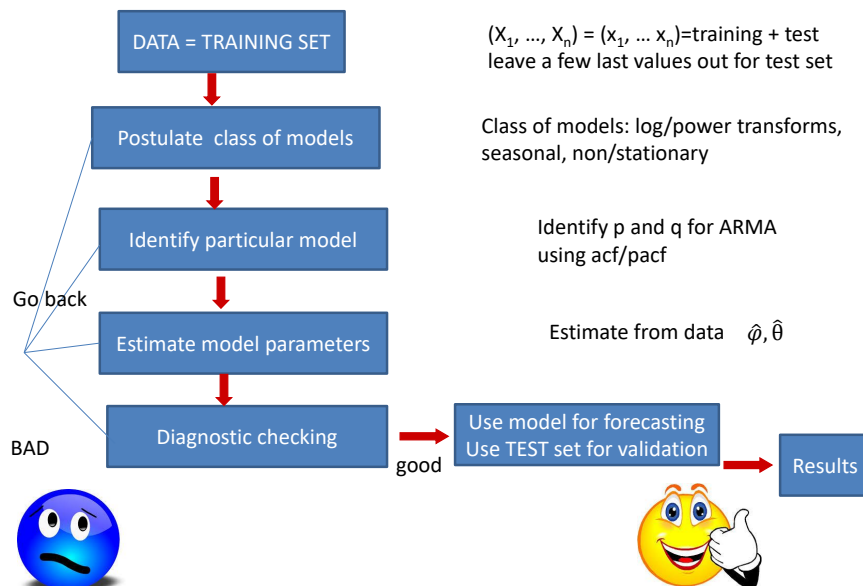 DATA = TRAINING SET
(X₁, …, Xₙ) = (x₁, … xₙ)=training + test
leave a few last values out for test set
Postulate class of models
Class of models: log/power transforms,
seasonal, non/stationary
Identify particular model
Identify p and q for ARMA
using acf/pacf
Go back
Estimate model parameters
Estimate from data φ̂, θ̂
Diagnostic checking
BAD
good
Use model for forecasting
Use TEST set for validation
Results